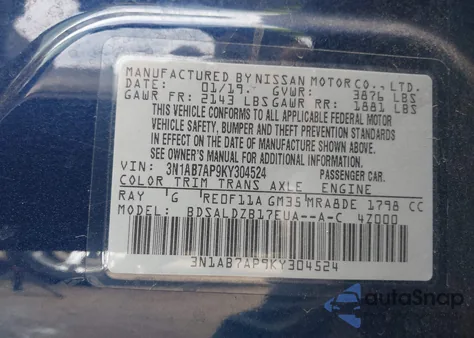 MANUFACTURED BY NISSAN MOTOR CO., LTD.
DATE: 01/19 GVWR: 3876 LBS
GAWR FR: 2143 LBS GAWR RR: 1881 LBS
THIS VEHICLE CONFORMS TO ALL APPLICABLE FEDERAL MOTOR
VEHICLE SAFETY, BUMPER AND THEFT PREVENTION STANDARDS
IN EFFECT ON THE DATE OF MANUFACTURE SHOWN ABOVE.
SEE OWNER'S MANUAL FOR ADDITIONAL INFORMATION.
VIN: 3N1AB7AP9KY304524 PASSENGER CAR.
COLOR TRIM TRANS AXLE ENGINE
RAY G RE0F11A GM35 MRA8DE 1798 CC
MODEL: BDSALDZB17EUA--A-C 4Z000
3N1AB7AP9KY304524
autoSnap